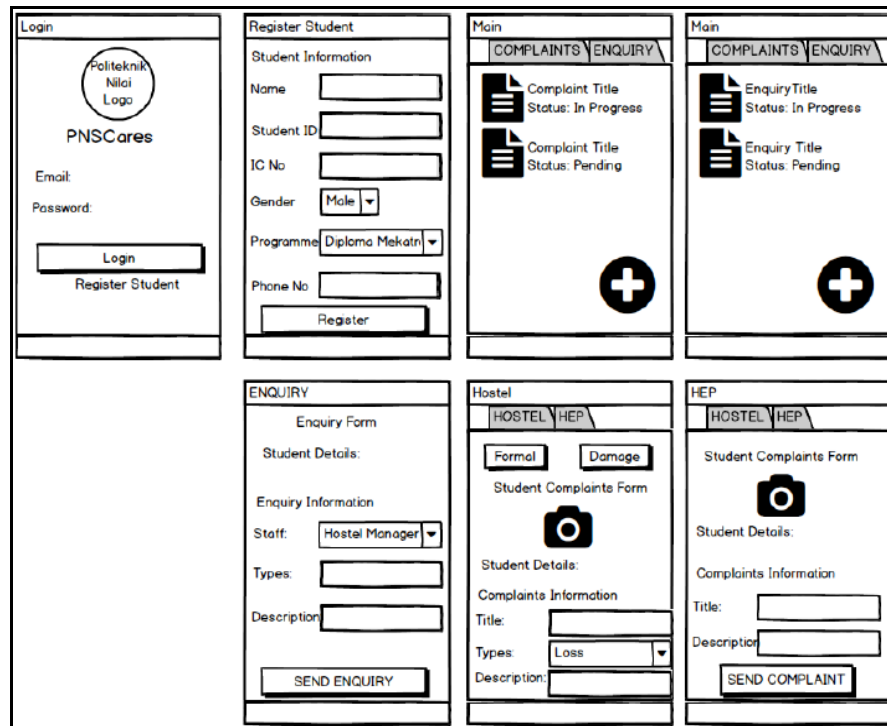 Login
Politeknik
Nilai
Logo
PNSCares
Email:
Password:
Login
Register Student
Register Student
Student Information
Name
Student ID
IC No
Gender
Male
Programme
Diploma Mekatn
Phone No
Register
Main
COMPLAINTS
ENQUIRY
Complaint Title
Status: In Progress
Complaint Title
Status: Pending
Main
COMPLAINTS
ENQUIRY
EnquiryTitle
Status: In Progress
Enquiry Title
Status: Pending
ENQUIRY
Enquiry Form
Student Details:
Enquiry Information
Staff:
Hostel Manager
Types:
Description
SEND ENQUIRY
Hostel
HOSTEL
HEP
Formal
Damage
Student Complaints Form
Student Details:
Complaints Information
Title:
Types:
Loss
Description:
HEP
HOSTEL
HEP
Student Complaints Form
Student Details:
Complaints Information
Title:
Description
SEND COMPLAINT